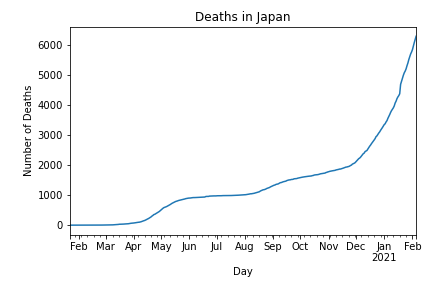 Deaths in Japan
Number of Deaths
6000
5000
4000
3000
2000
1000
0
Feb Mar Apr May Jun Jul Aug Sep Oct Nov Dec Jan Feb
2021
Day